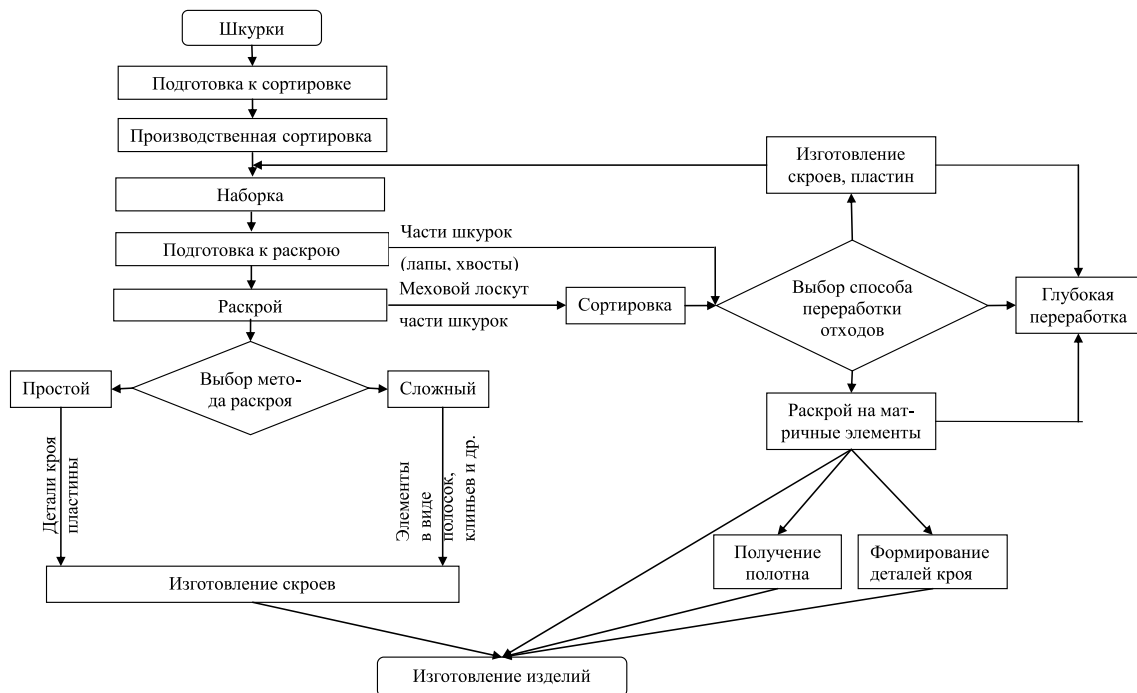 Шкурки
Подготовка к сортировке
Производственная сортировка
Наборка
Подготовка к раскрою
Раскрой
Части шкурок
(лапы, хвосты)
Меховой лоскут
части шкурок
Сортировка
Изготовление
скроев, пластин
Выбор способа
переработки
отходов
Глубокая
переработка
Выбор мето-
да раскроя
Простой
Сложный
Раскрой на мат-
ричные элементы
Детали кроя
пластины
Элементы
в виде
полосок,
клиньев и др.
Получение
полотна
Формирование
деталей кроя
Изготовление скроев
Изготовление изделий